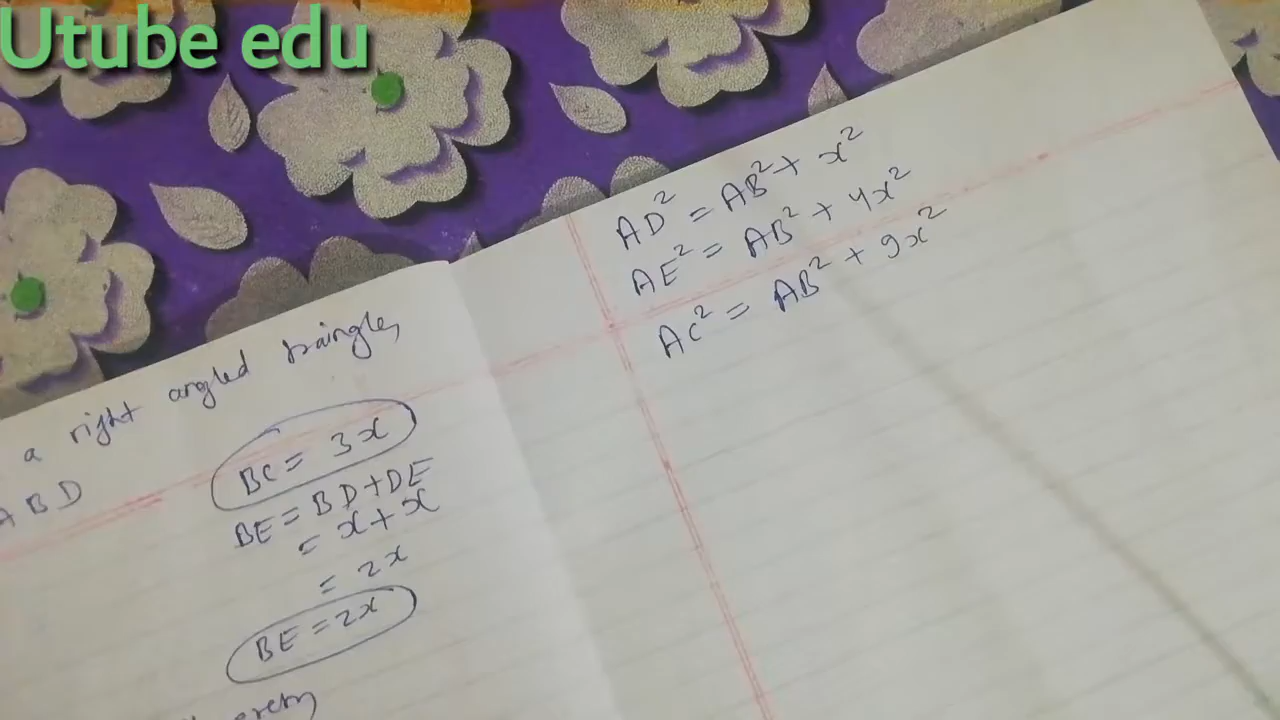 Utube edu
a right angled triangle,
ABD
BC = 3x
BE = BD + DE
= x + x
= 2x
BE = 2x
AD² = AB² + x²
AE² = AB² + 4x²
AC² = AB² + 9x²